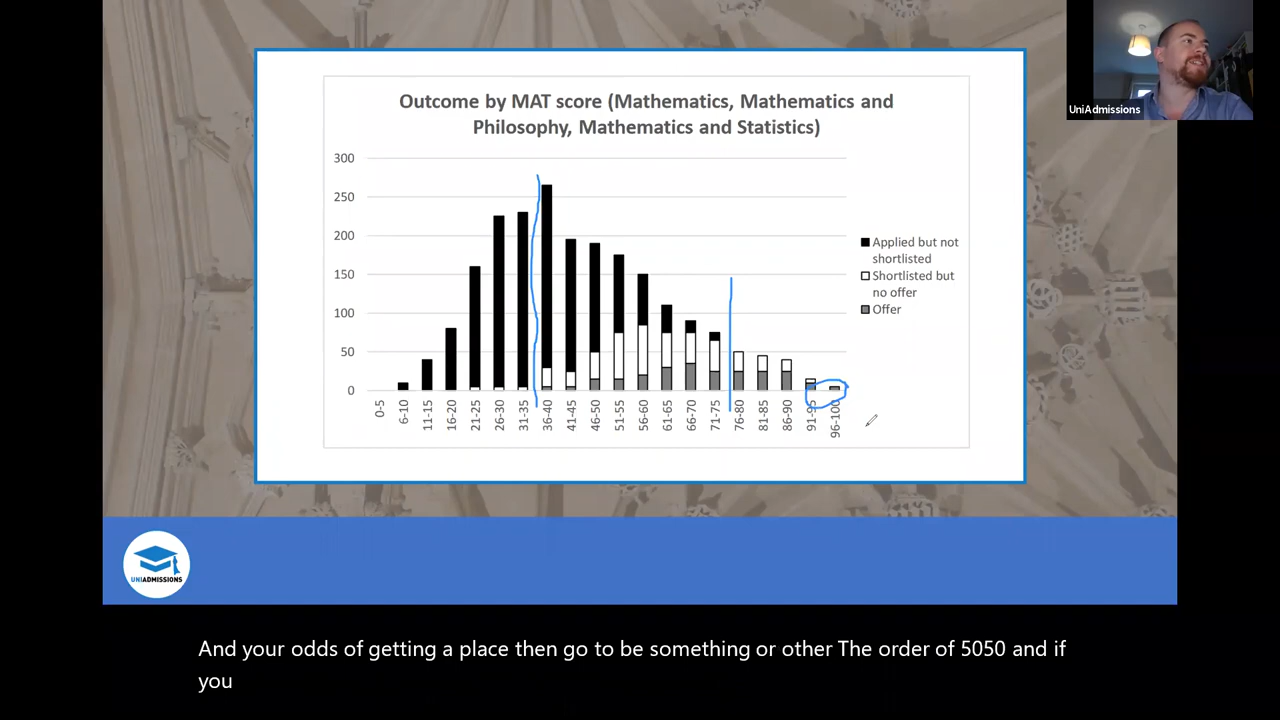 Outcome by MAT score (Mathematics, Mathematics and
Philosophy, Mathematics and Statistics)
UniAdmissions
300
250
200
150
100
50
0
0-5
6-10
11-15
16-20
21-25
26-30
31-35
36-40
41-45
46-50
51-55
56-60
61-65
66-70
71-75
76-80
81-85
86-90
91-95
96-100
Applied but not
shortlisted
Shortlisted but
no offer
Offer
UNIADMISSIONS
And your odds of getting a place then go to be something or other The order of 5050 and if
you